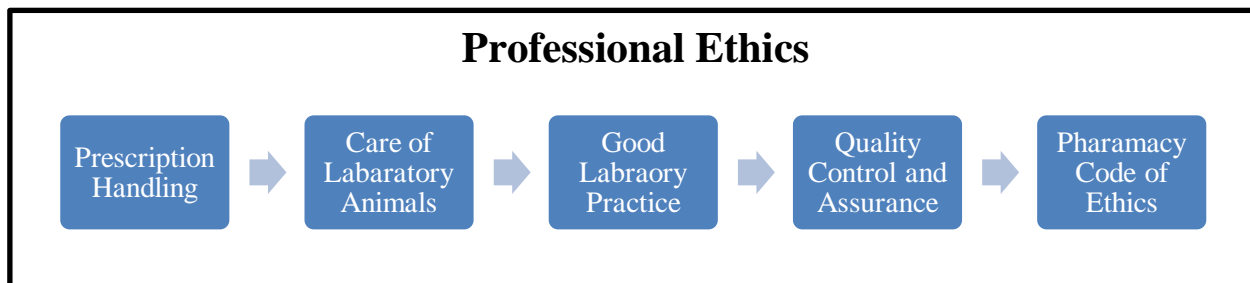 Professional Ethics
Prescription
Handling
Care of
Labaratory
Animals
Good
Labraory
Practice
Quality
Control and
Assurance
Pharamacy
Code of
Ethics